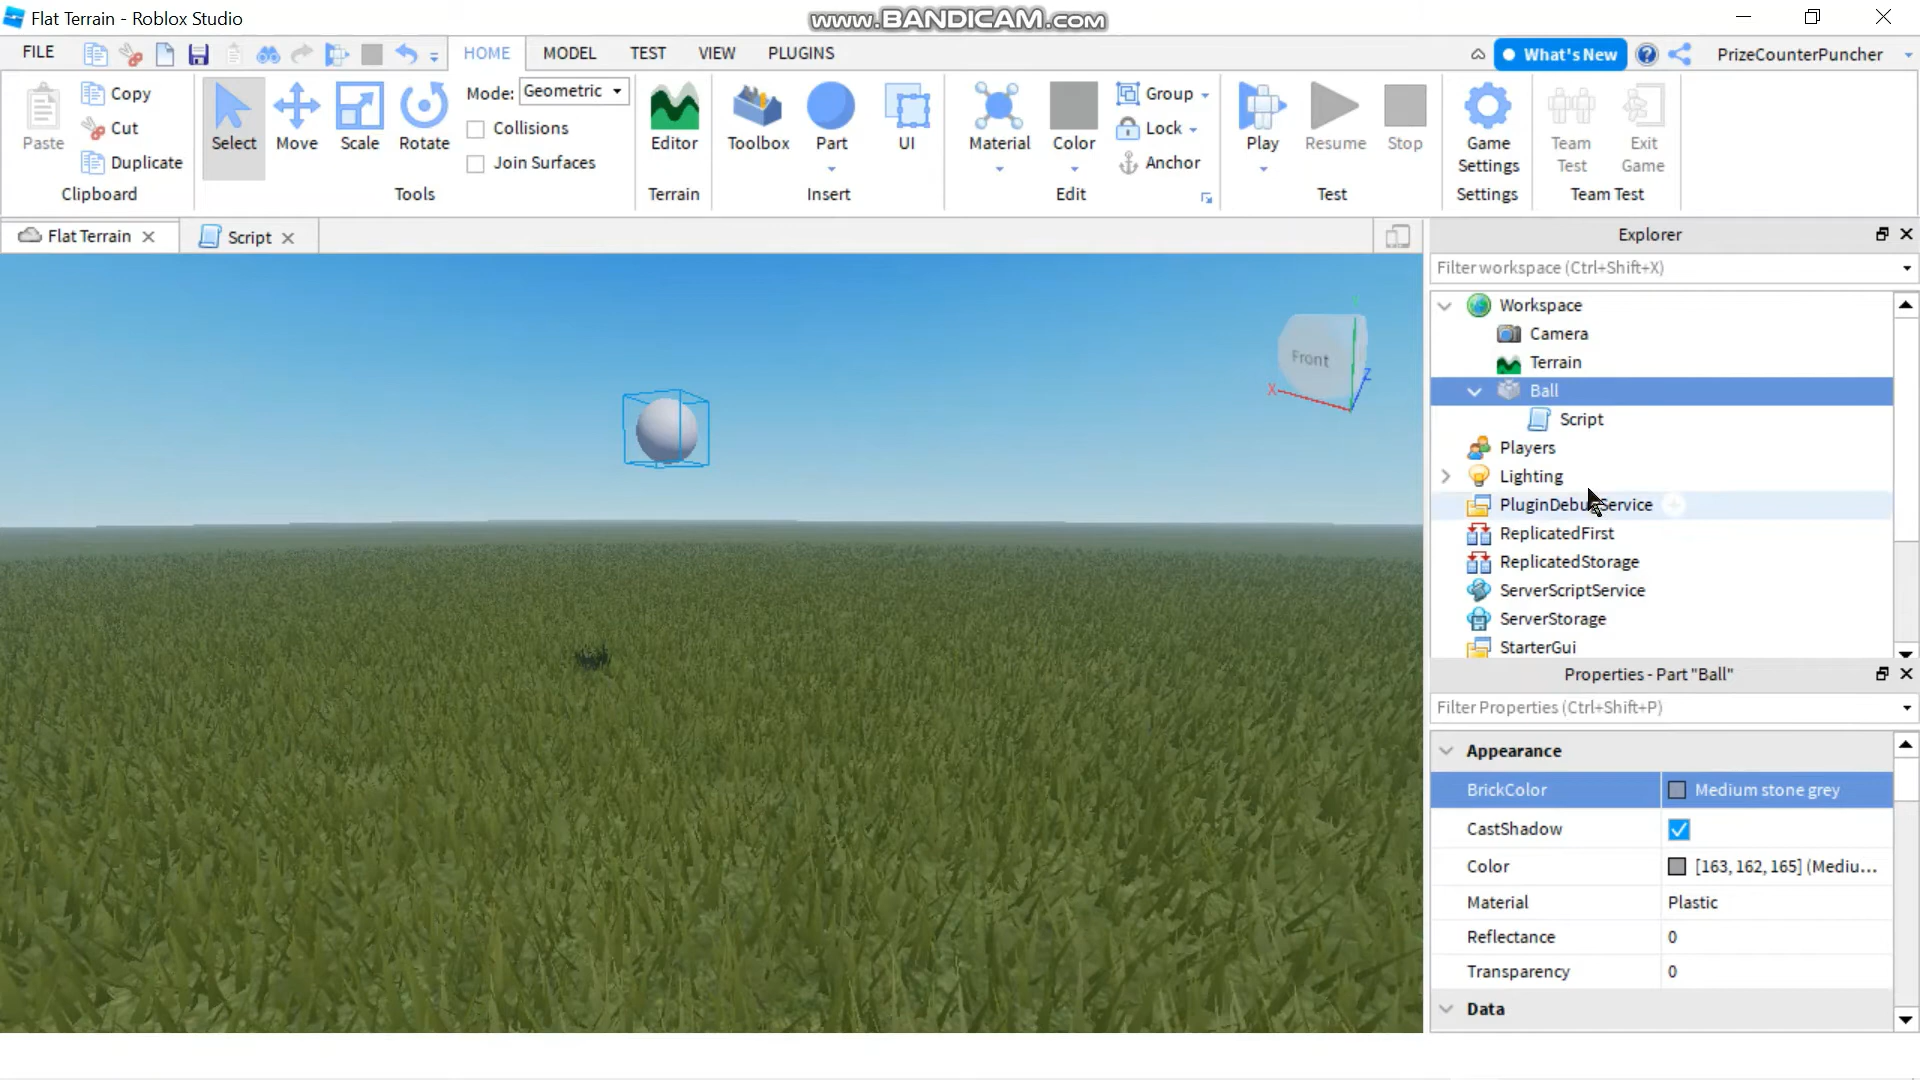 Flat Terrain - Roblox Studio
www.BANDICAM.com
FILE
HOME
MODEL
TEST
VIEW
PLUGINS
What's New
PrizeCounterPuncher
Paste
Copy
Cut
Duplicate
Clipboard
Select
Move
Scale
Rotate
Mode: Geometric
Collisions
Join Surfaces
Tools
Editor
Terrain
Toolbox
Part
UI
Insert
Material
Color
Group
Lock
Anchor
Edit
Play
Resume
Stop
Test
Game
Settings
Settings
Team
Test
Exit
Game
Team Test
Flat Terrain
Script
Front
X
Z
Explorer
Filter workspace (Ctrl+Shift+X)
Workspace
Camera
Terrain
Ball
Script
Players
Lighting
PluginDebugService
ReplicatedFirst
ReplicatedStorage
ServerScriptService
ServerStorage
StarterGui
Properties - Part "Ball"
Filter Properties (Ctrl+Shift+P)
Appearance
BrickColor Medium stone grey
CastShadow
Color [163, 162, 165] (Mediu...
Material Plastic
Reflectance 0
Transparency 0
Data